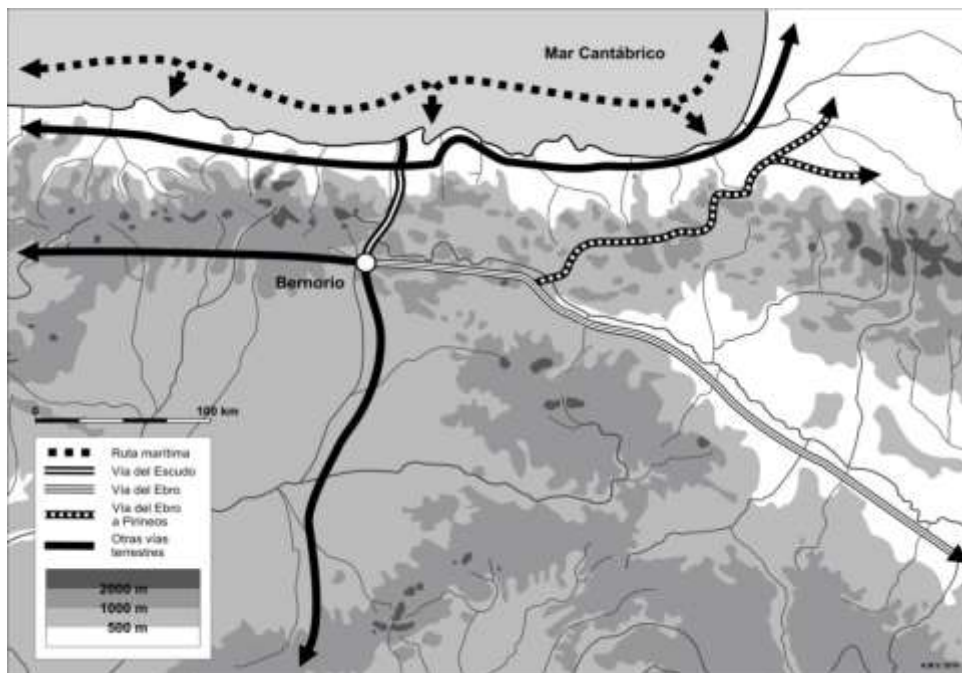 Mar Cantábrico
Bernorio
0 100 km
Ruta marítima
Vía del Escudo
Vía del Ebro
Vía del Ebro
a Pirineos
Otras vías
terrestres
2000 m
1000 m
500 m